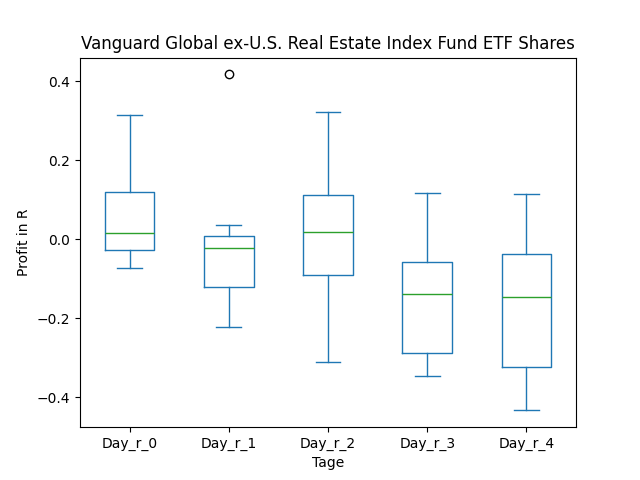 Vanguard Global ex-U.S. Real Estate Index Fund ETF Shares
Profit in R
0.4
0.2
0.0
−0.2
−0.4
Day_r_0 Day_r_1 Day_r_2 Day_r_3 Day_r_4
Tage